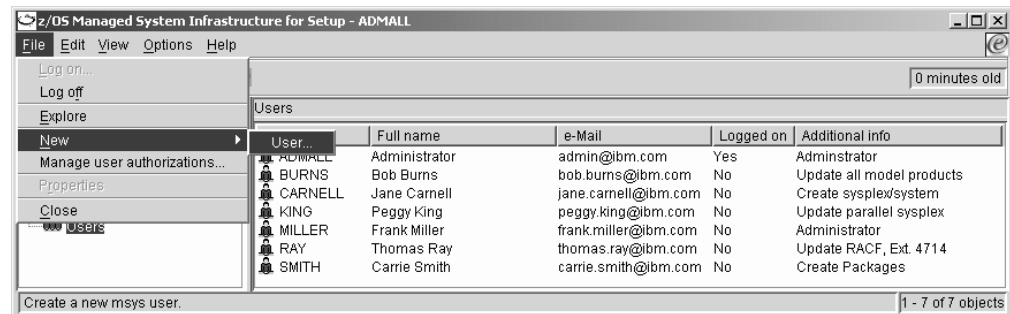 z/OS Managed System Infrastructure for Setup - ADMALL
File Edit View Options Help
Log on...
Log off
Explore
New
Manage user authorizations...
Properties
Close
User...
0 minutes old
Users
Full name e-Mail Logged on Additional info
ADMALL Administrator admin@ibm.com Yes Adminstrator
BURNS Bob Burns bob.burns@ibm.com No Update all model products
CARNELL Jane Carnell jane.carnell@ibm.com No Create sysplex/system
KING Peggy King peggy.king@ibm.com No Update parallel sysplex
MILLER Frank Miller frank.miller@ibm.com No Administrator
RAY Thomas Ray thomas.ray@ibm.com No Update RACF, Ext. 4714
SMITH Carrie Smith carrie.smith@ibm.com No Create Packages
Users
Create a new msys user.
1 - 7 of 7 objects